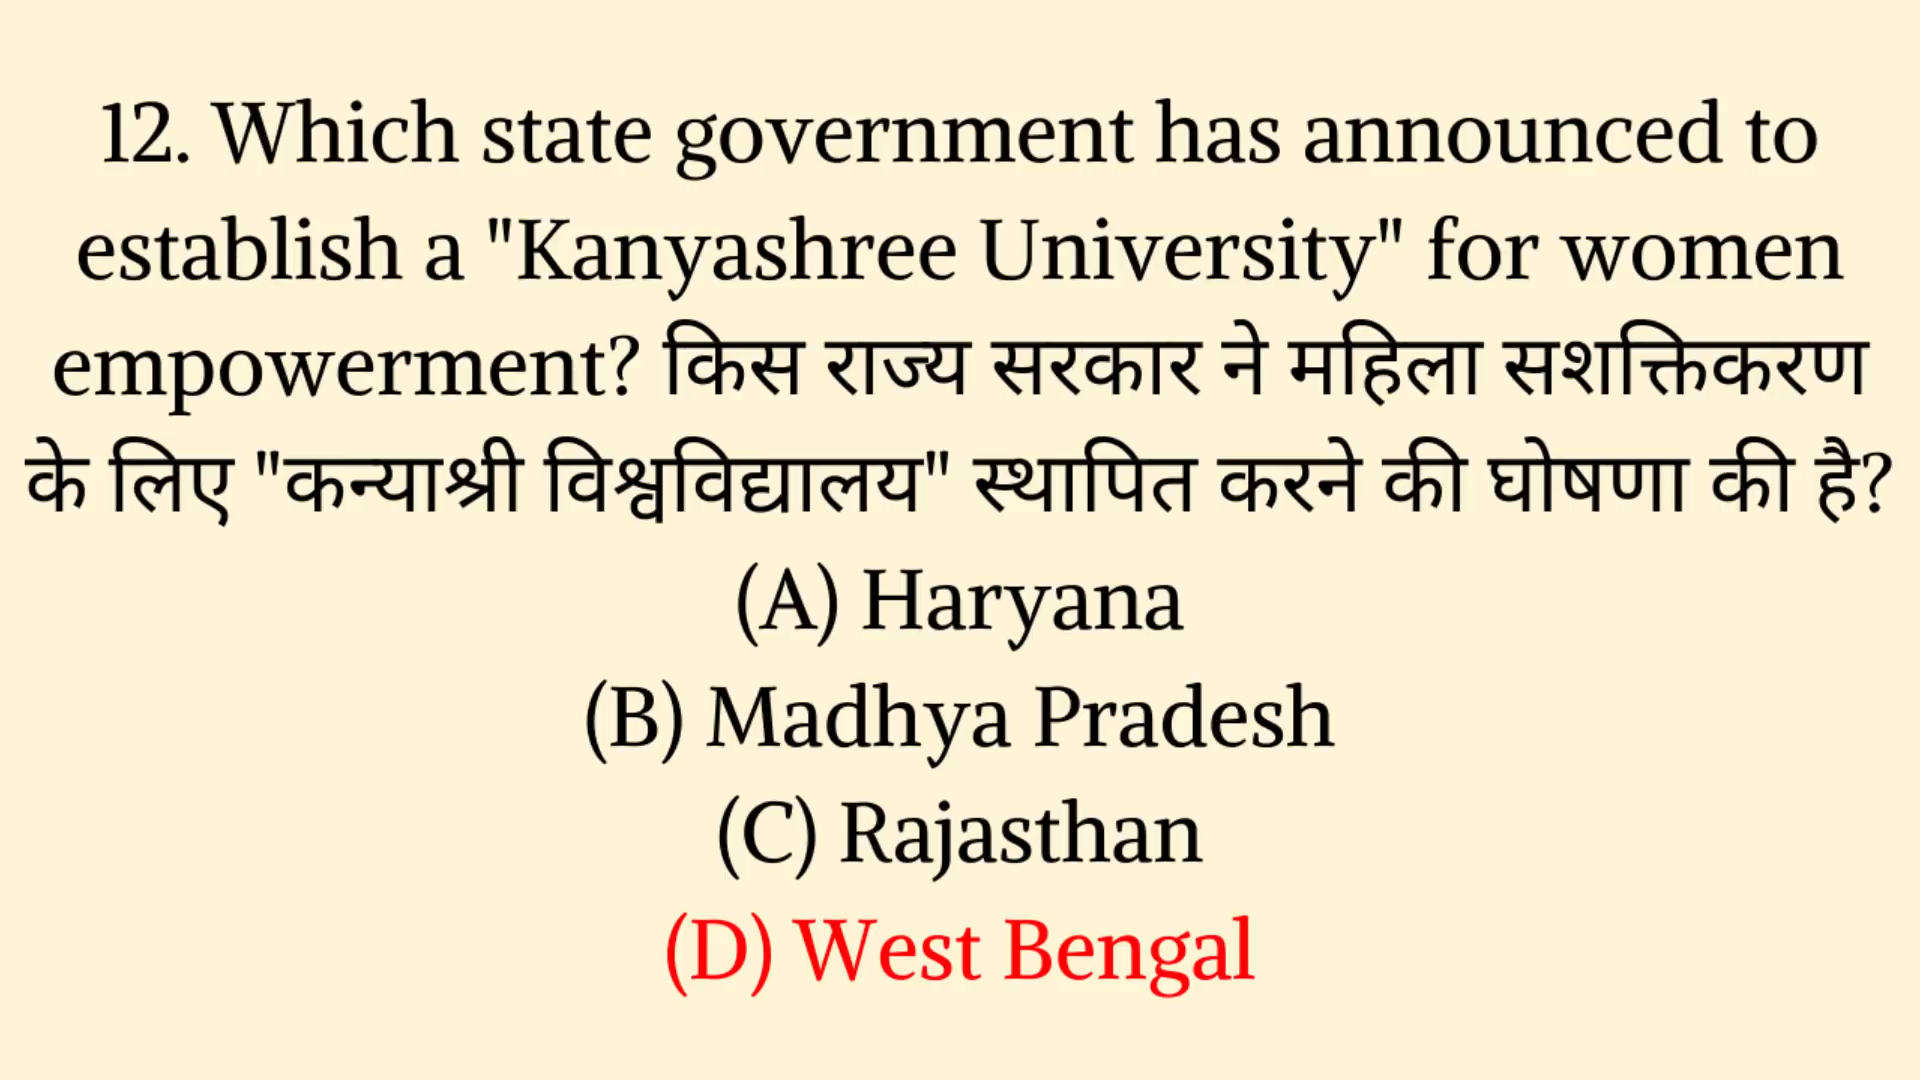 12. Which state government has announced to
establish a "Kanyashree University" for women
empowerment? किस राज्य सरकार ने महिला सशक्तिकरण
के लिए "कन्याश्री विश्वविद्यालय" स्थापित करने की घोषणा की है?
(A) Haryana
(B) Madhya Pradesh
(C) Rajasthan
(D) West Bengal